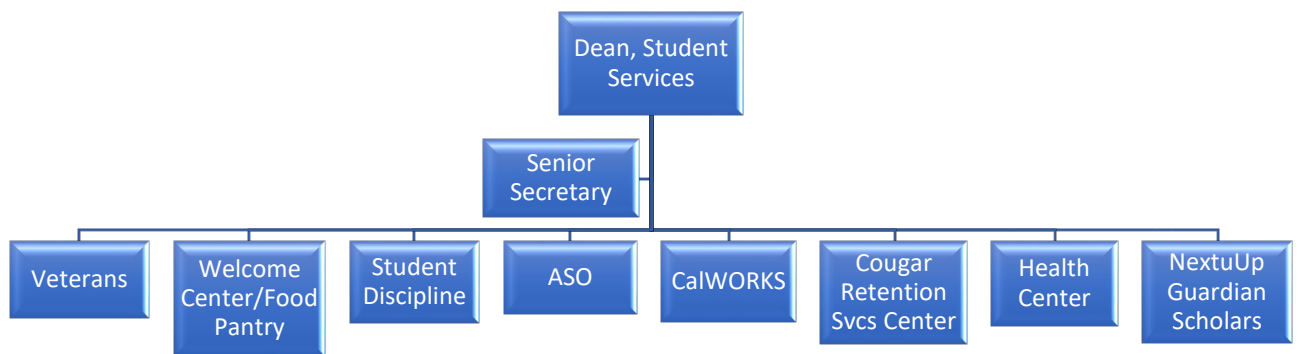 Dean, Student
Services
Senior
Secretary
Veterans
Welcome
Center/Food
Pantry
Student
Discipline
ASO
CalWORKS
Cougar
Retention
Svcs Center
Health
Center
NextuUp
Guardian
Scholars